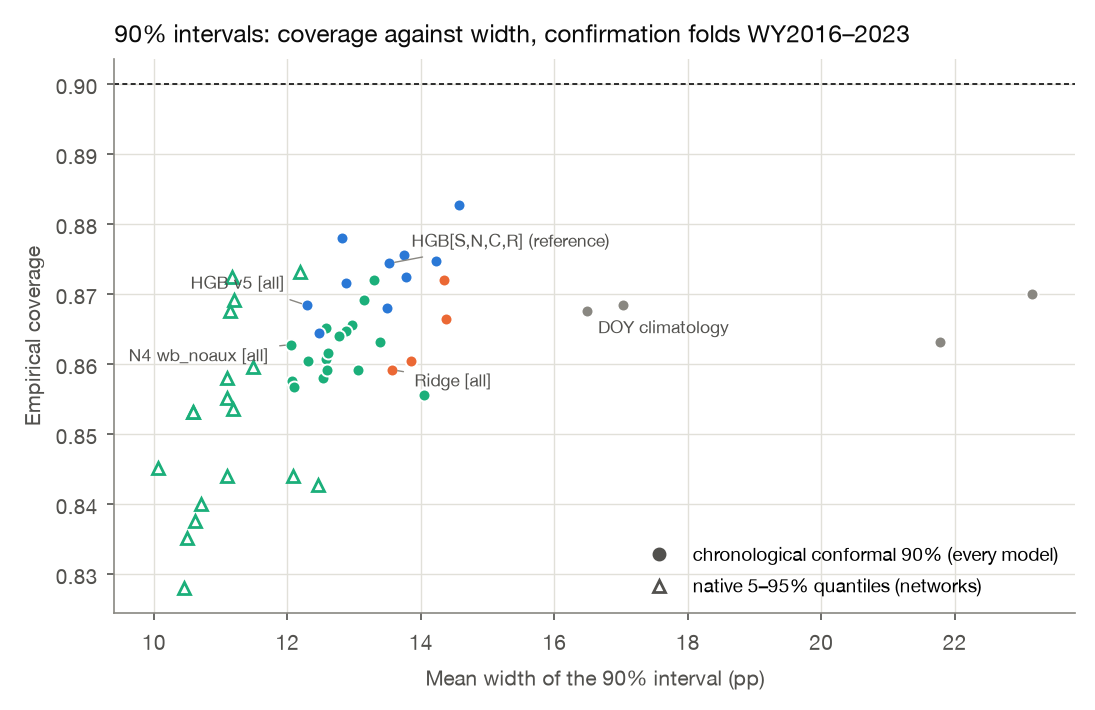 90% intervals: coverage against width, confirmation folds WY2016–2023
0.90
0.89
0.88
0.87
0.86
0.85
0.84
0.83
Empirical coverage
HGB[S,N,C,R] (reference)
HGB v5 [all]
DOY climatology
N4 wb_noaux [all]
Ridge [all]
chronological conformal 90% (every model)
native 5–95% quantiles (networks)
10 12 14 16 18 20 22
Mean width of the 90% interval (pp)